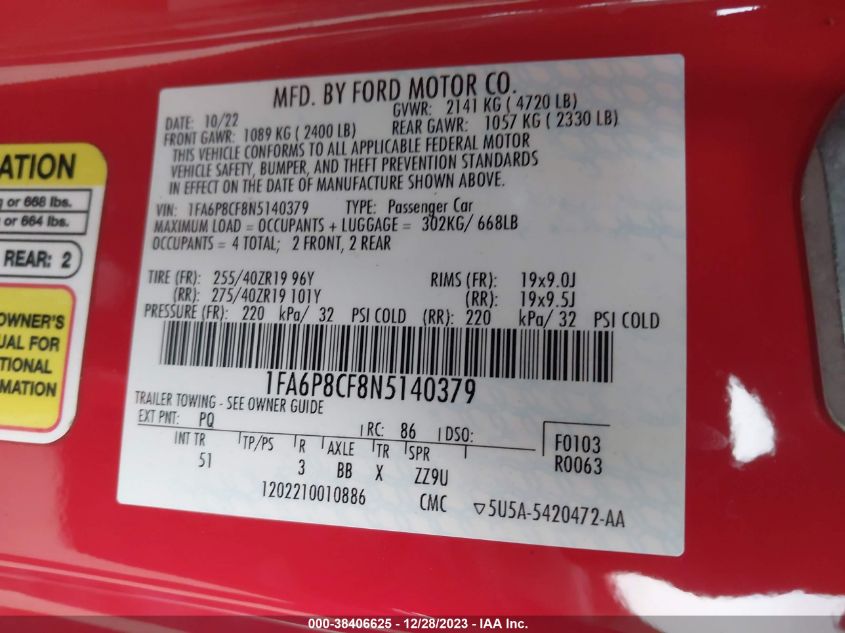 MFD. BY FORD MOTOR CO.
DATE: 10/22 GVWR: 2141 KG ( 4720 LB)
FRONT GAWR: 1089 KG ( 2400 LB) REAR GAWR: 1057 KG ( 2330 LB)
THIS VEHICLE CONFORMS TO ALL APPLICABLE FEDERAL MOTOR
VEHICLE SAFETY, BUMPER, AND THEFT PREVENTION STANDARDS
IN EFFECT ON THE DATE OF MANUFACTURE SHOWN ABOVE.
VIN: 1FA6P8CF8N5140379 TYPE: Passenger Car
MAXIMUM LOAD = OCCUPANTS + LUGGAGE = 302KG/ 668LB
OCCUPANTS = 4 TOTAL; 2 FRONT, 2 REAR
TIRE (FR): 255/40ZR19 96Y RIMS (FR): 19x9.0J
(RR): 275/40ZR19 101Y (RR): 19x9.5J
PRESSURE (FR): 220 kPa/ 32 PSI COLD (RR): 220 kPa/ 32 PSI COLD
1FA6P8CF8N5140379
TRAILER TOWING - SEE OWNER GUIDE
EXT PNT: PQ RC: 86 DSO:
INT TR TP/PS R AXLE TR SPR F0103
51 3 BB X ZZ9U R0063
1202210010886 CMC ▽5U5A-5420472-AA
ATION
or 668 lbs.
or 664 lbs.
REAR: 2
OWNER'S
UAL FOR
TIONAL
RMATION
000-38406625 - 12/28/2023 - IAA Inc.